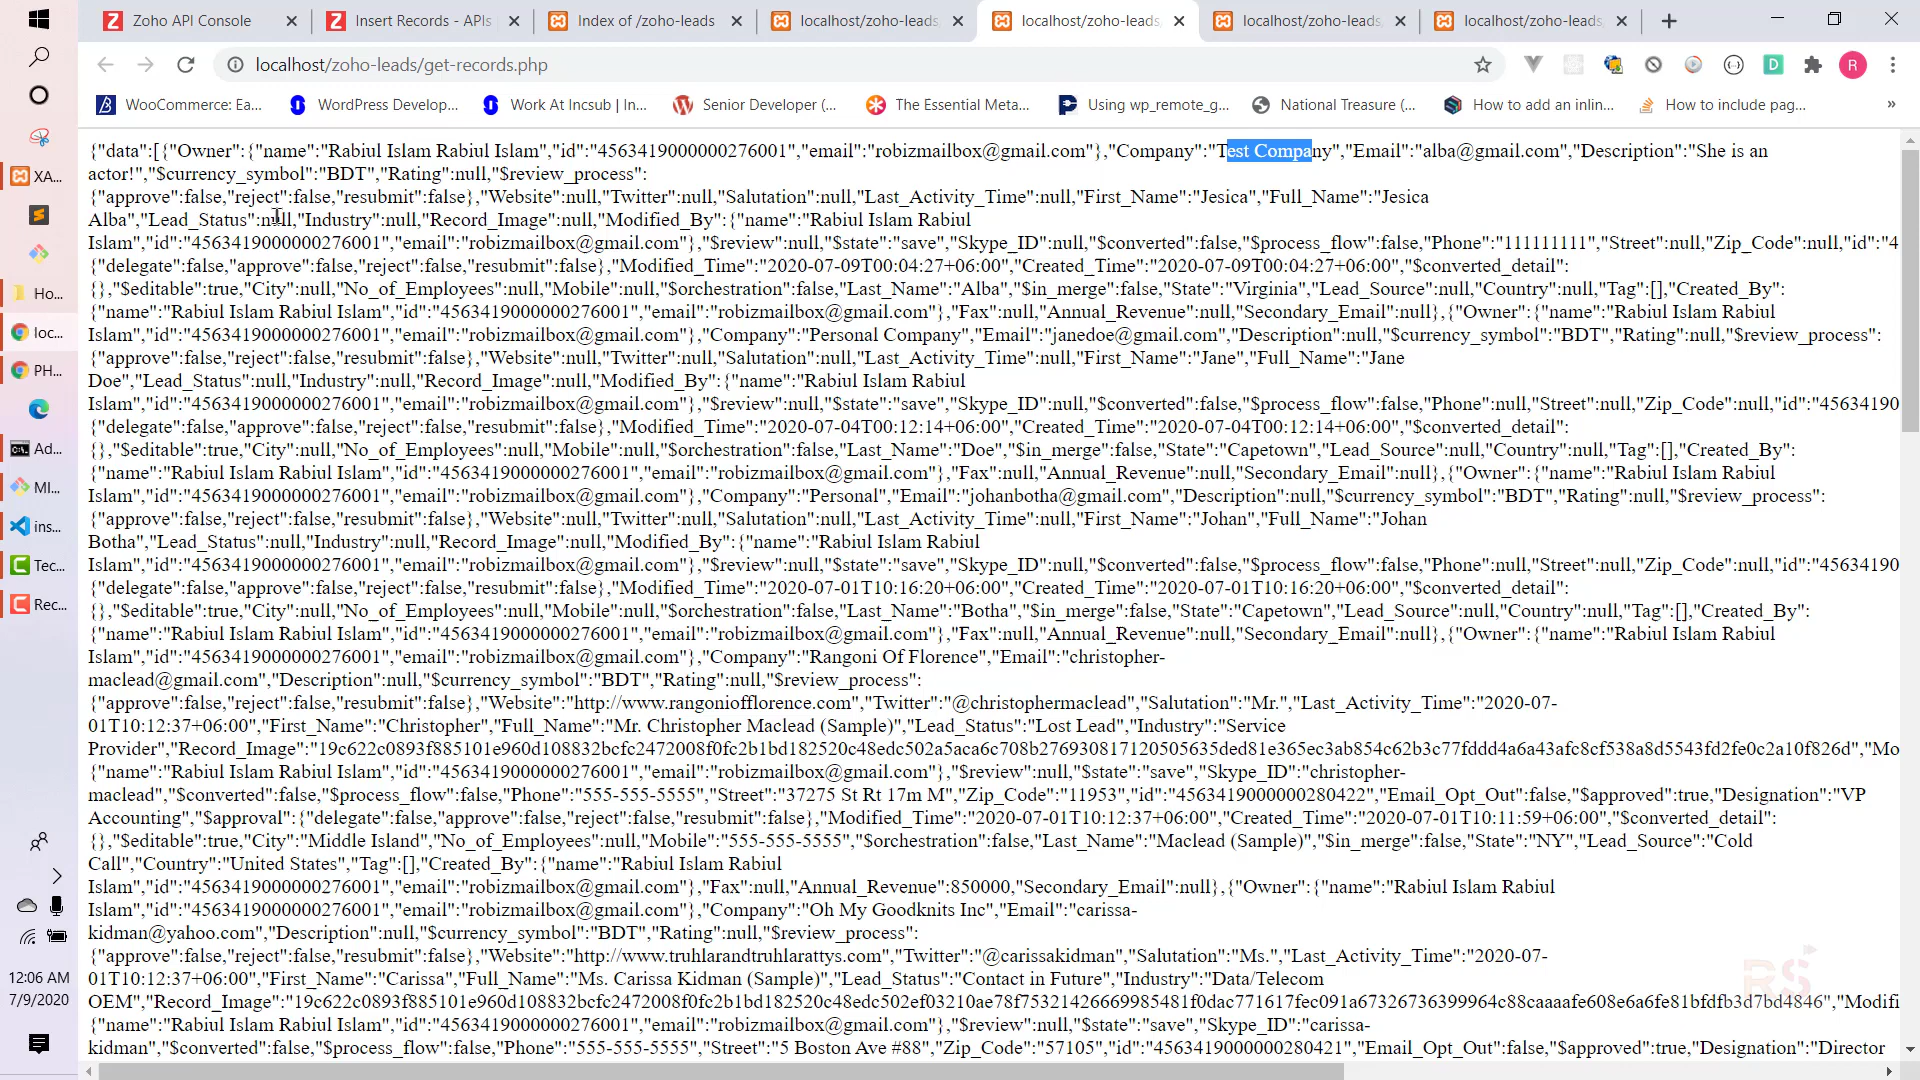 Zoho API Console
Insert Records - APIs
Index of /zoho-leads
localhost/zoho-leads,
localhost/zoho-leads,
localhost/zoho-leads,
localhost/zoho-leads,
localhost/zoho-leads/get-records.php
R
WooCommerce: Ea...
WordPress Develop...
Work At Incsub | In...
Senior Developer (...
The Essential Meta...
Using wp_remote_g...
National Treasure (...
How to add an inlin...
How to include pag...
XA...
Ho...
loc...
PH...
Ad...
MI...
ins...
Tec...
Rec...
12:06 AM
7/9/2020
{"data":[{"Owner":{"name":"Rabiul Islam Rabiul Islam","id":"4563419000000276001","email":"robizmailbox@gmail.com"},"Company":"Test Company","Email":"alba@gmail.com","Description":"She is an
actor!","$currency_symbol":"BDT","Rating":null,"$review_process":
{"approve":false,"reject":false,"resubmit":false},"Website":null,"Twitter":null,"Salutation":null,"Last_Activity_Time":null,"First_Name":"Jesica","Full_Name":"Jesica
Alba","Lead_Status":null,"Industry":null,"Record_Image":null,"Modified_By":{"name":"Rabiul Islam Rabiul
Islam","id":"4563419000000276001","email":"robizmailbox@gmail.com"},"$review":null,"$state":"save","Skype_ID":null,"$converted":false,"$process_flow":false,"Phone":"111111111","Street":null,"Zip_Code":null,"id":"4
{"delegate":false,"approve":false,"reject":false,"resubmit":false},"Modified_Time":"2020-07-09T00:04:27+06:00","Created_Time":"2020-07-09T00:04:27+06:00","$converted_detail":
{},"$editable":true,"City":null,"No_of_Employees":null,"Mobile":null,"$orchestration":false,"Last_Name":"Alba","$in_merge":false,"State":"Virginia","Lead_Source":null,"Country":null,"Tag":[],"Created_By":
{"name":"Rabiul Islam Rabiul Islam","id":"4563419000000276001","email":"robizmailbox@gmail.com"},"Fax":null,"Annual_Revenue":null,"Secondary_Email":null},{"Owner":{"name":"Rabiul Islam Rabiul
Islam","id":"4563419000000276001","email":"robizmailbox@gmail.com"},"Company":"Personal Company","Email":"janedoe@gmail.com","Description":null,"$currency_symbol":"BDT","Rating":null,"$review_process":
{"approve":false,"reject":false,"resubmit":false},"Website":null,"Twitter":null,"Salutation":null,"Last_Activity_Time":null,"First_Name":"Jane","Full_Name":"Jane
Doe","Lead_Status":null,"Industry":null,"Record_Image":null,"Modified_By":{"name":"Rabiul Islam Rabiul
Islam","id":"4563419000000276001","email":"robizmailbox@gmail.com"},"$review":null,"$state":"save","Skype_ID":null,"$converted":false,"$process_flow":false,"Phone":null,"Street":null,"Zip_Code":null,"id":"45634190
{"delegate":false,"approve":false,"reject":false,"resubmit":false},"Modified_Time":"2020-07-04T00:12:14+06:00","Created_Time":"2020-07-04T00:12:14+06:00","$converted_detail":
{},"$editable":true,"City":null,"No_of_Employees":null,"Mobile":null,"$orchestration":false,"Last_Name":"Doe","$in_merge":false,"State":"Capetown","Lead_Source":null,"Country":null,"Tag":[],"Created_By":
{"name":"Rabiul Islam Rabiul Islam","id":"4563419000000276001","email":"robizmailbox@gmail.com"},"Fax":null,"Annual_Revenue":null,"Secondary_Email":null},{"Owner":{"name":"Rabiul Islam Rabiul
Islam","id":"4563419000000276001","email":"robizmailbox@gmail.com"},"Company":"Personal","Email":"johanbotha@gmail.com","Description":null,"$currency_symbol":"BDT","Rating":null,"$review_process":
{"approve":false,"reject":false,"resubmit":false},"Website":null,"Twitter":null,"Salutation":null,"Last_Activity_Time":null,"First_Name":"Johan","Full_Name":"Johan
Botha","Lead_Status":null,"Industry":null,"Record_Image":null,"Modified_By":{"name":"Rabiul Islam Rabiul
Islam","id":"4563419000000276001","email":"robizmailbox@gmail.com"},"$review":null,"$state":"save","Skype_ID":null,"$converted":false,"$process_flow":false,"Phone":null,"Street":null,"Zip_Code":null,"id":"45634190
{"delegate":false,"approve":false,"reject":false,"resubmit":false},"Modified_Time":"2020-07-01T10:16:20+06:00","Created_Time":"2020-07-01T10:16:20+06:00","$converted_detail":
{},"$editable":true,"City":null,"No_of_Employees":null,"Mobile":null,"$orchestration":false,"Last_Name":"Botha","$in_merge":false,"State":"Capetown","Lead_Source":null,"Country":null,"Tag":[],"Created_By":
{"name":"Rabiul Islam Rabiul Islam","id":"4563419000000276001","email":"robizmailbox@gmail.com"},"Fax":null,"Annual_Revenue":null,"Secondary_Email":null},{"Owner":{"name":"Rabiul Islam Rabiul
Islam","id":"4563419000000276001","email":"robizmailbox@gmail.com"},"Company":"Rangoni Of Florence","Email":"christopher-
maclead@gmail.com","Description":null,"$currency_symbol":"BDT","Rating":null,"$review_process":
{"approve":false,"reject":false,"resubmit":false},"Website":"http://www.rangoniofflorence.com","Twitter":"@christophermaclead","Salutation":"Mr.","Last_Activity_Time":"2020-07-
01T10:12:37+06:00","First_Name":"Christopher","Full_Name":"Mr. Christopher Maclead (Sample)","Lead_Status":"Lost Lead","Industry":"Service
Provider","Record_Image":"19c622c0893f885101e960d108832bcfc2472008f0fc2b1bd182520c48edc502a5aca6c708b276930817120505635ded81e365ec3ab854c62b3c77fddd4a6a43afc8cf538a8d5543fd2fe0c2a10f826d","Mo
{"name":"Rabiul Islam Rabiul Islam","id":"4563419000000276001","email":"robizmailbox@gmail.com"},"$review":null,"$state":"save","Skype_ID":"christopher-
maclead","$converted":false,"$process_flow":false,"Phone":"555-555-5555","Street":"37275 St Rt 17m M","Zip_Code":"11953","id":"4563419000000280422","Email_Opt_Out":false,"$approved":true,"Designation":"VP
Accounting","$approval":{"delegate":false,"approve":false,"reject":false,"resubmit":false},"Modified_Time":"2020-07-01T10:12:37+06:00","Created_Time":"2020-07-01T10:11:59+06:00","$converted_detail":
{},"$editable":true,"City":"Middle Island","No_of_Employees":null,"Mobile":"555-555-5555","$orchestration":false,"Last_Name":"Maclead (Sample)","$in_merge":false,"State":"NY","Lead_Source":"Cold
Call","Country":"United States","Tag":[],"Created_By":{"name":"Rabiul Islam Rabiul
Islam","id":"4563419000000276001","email":"robizmailbox@gmail.com"},"Fax":null,"Annual_Revenue":850000,"Secondary_Email":null},{"Owner":{"name":"Rabiul Islam Rabiul
Islam","id":"4563419000000276001","email":"robizmailbox@gmail.com"},"Company":"Oh My Goodknits Inc","Email":"carissa-
kidman@yahoo.com","Description":null,"$currency_symbol":"BDT","Rating":null,"$review_process":
{"approve":false,"reject":false,"resubmit":false},"Website":"http://www.truhlarandtruhlarattys.com","Twitter":"@carissakidman","Salutation":"Ms.","Last_Activity_Time":"2020-07-
01T10:12:37+06:00","First_Name":"Carissa","Full_Name":"Ms. Carissa Kidman (Sample)","Lead_Status":"Contact in Future","Industry":"Data/Telecom
OEM","Record_Image":"19c622c0893f885101e960d108832bcfc2472008f0fc2b1bd182520c48edc502ef03210ae78f75321426669985481f0dac771617fec091a67326736399964c88caaaafe608e6a6fe81bfdfb3d7bd4846","Modifi
{"name":"Rabiul Islam Rabiul Islam","id":"4563419000000276001","email":"robizmailbox@gmail.com"},"$review":null,"$state":"save","Skype_ID":"carissa-
kidman","$converted":false,"$process_flow":false,"Phone":"555-555-5555","Street":"5 Boston Ave #88","Zip_Code":"57105","id":"4563419000000280421","Email_Opt_Out":false,"$approved":true,"Designation":"Director
RS